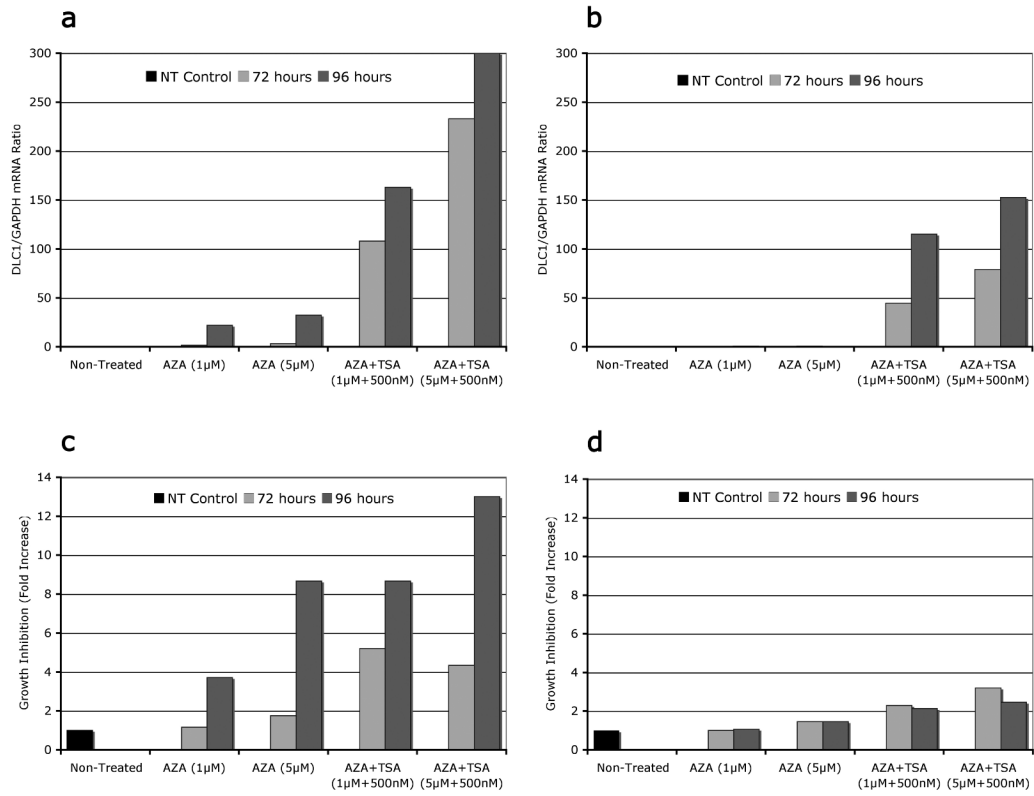 a
300
250
200
150
100
50
0
DLC1/GAPDH mRNA Ratio
NT Control 72 hours 96 hours
Non-Treated AZA (1µM) AZA (5µM) AZA+TSA AZA+TSA
(1µM+500nM) (5µM+500nM)
b
300
250
200
150
100
50
0
DLC1/GAPDH mRNA Ratio
NT Control 72 hours 96 hours
Non-Treated AZA (1µM) AZA (5µM) AZA+TSA AZA+TSA
(1µM+500nM) (5µM+500nM)
c
14
12
10
8
6
4
2
0
Growth Inhibition (Fold Increase)
NT Control 72 hours 96 hours
Non-Treated AZA (1µM) AZA (5µM) AZA+TSA AZA+TSA
(1µM+500nM) (5µM+500nM)
d
14
12
10
8
6
4
2
0
Growth Inhibition (Fold Increase)
NT Control 72 hours 96 hours
Non-Treated AZA (1µM) AZA (5µM) AZA+TSA AZA+TSA
(1µM+500nM) (5µM+500nM)